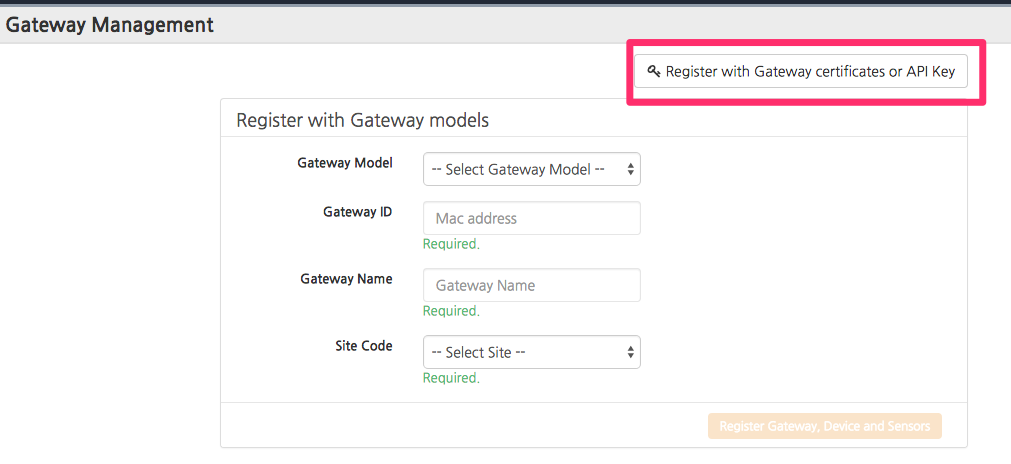 Gateway Management
Register with Gateway certificates or API Key
Register with Gateway models
Gateway Model
-- Select Gateway Model --
Gateway ID
Mac address
Required.
Gateway Name
Gateway Name
Required.
Site Code
-- Select Site --
Required.
Register Gateway, Device and Sensors